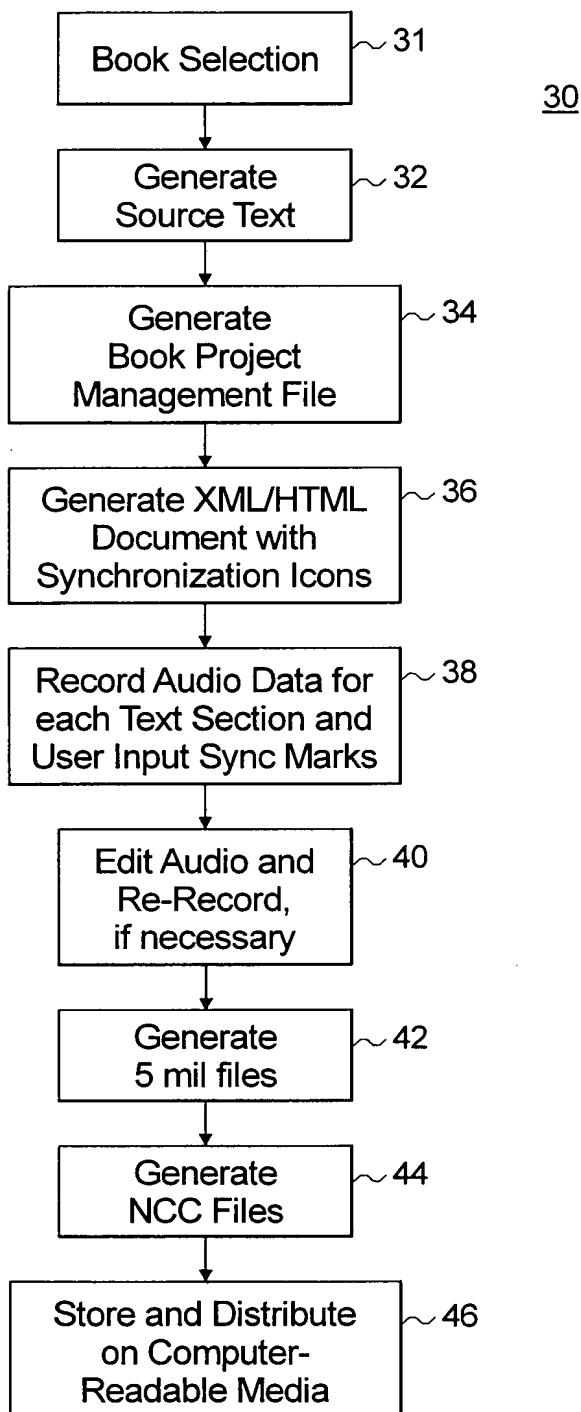 Book Selection
31
30
Generate
Source Text
32
Generate
Book Project
Management File
34
Generate XML/HTML
Document with
Synchronization Icons
36
Record Audio Data for
each Text Section and
User Input Sync Marks
38
Edit Audio and
Re-Record,
if necessary
40
Generate
5 mil files
42
Generate
NCC Files
44
Store and Distribute
on Computer-
Readable Media
46